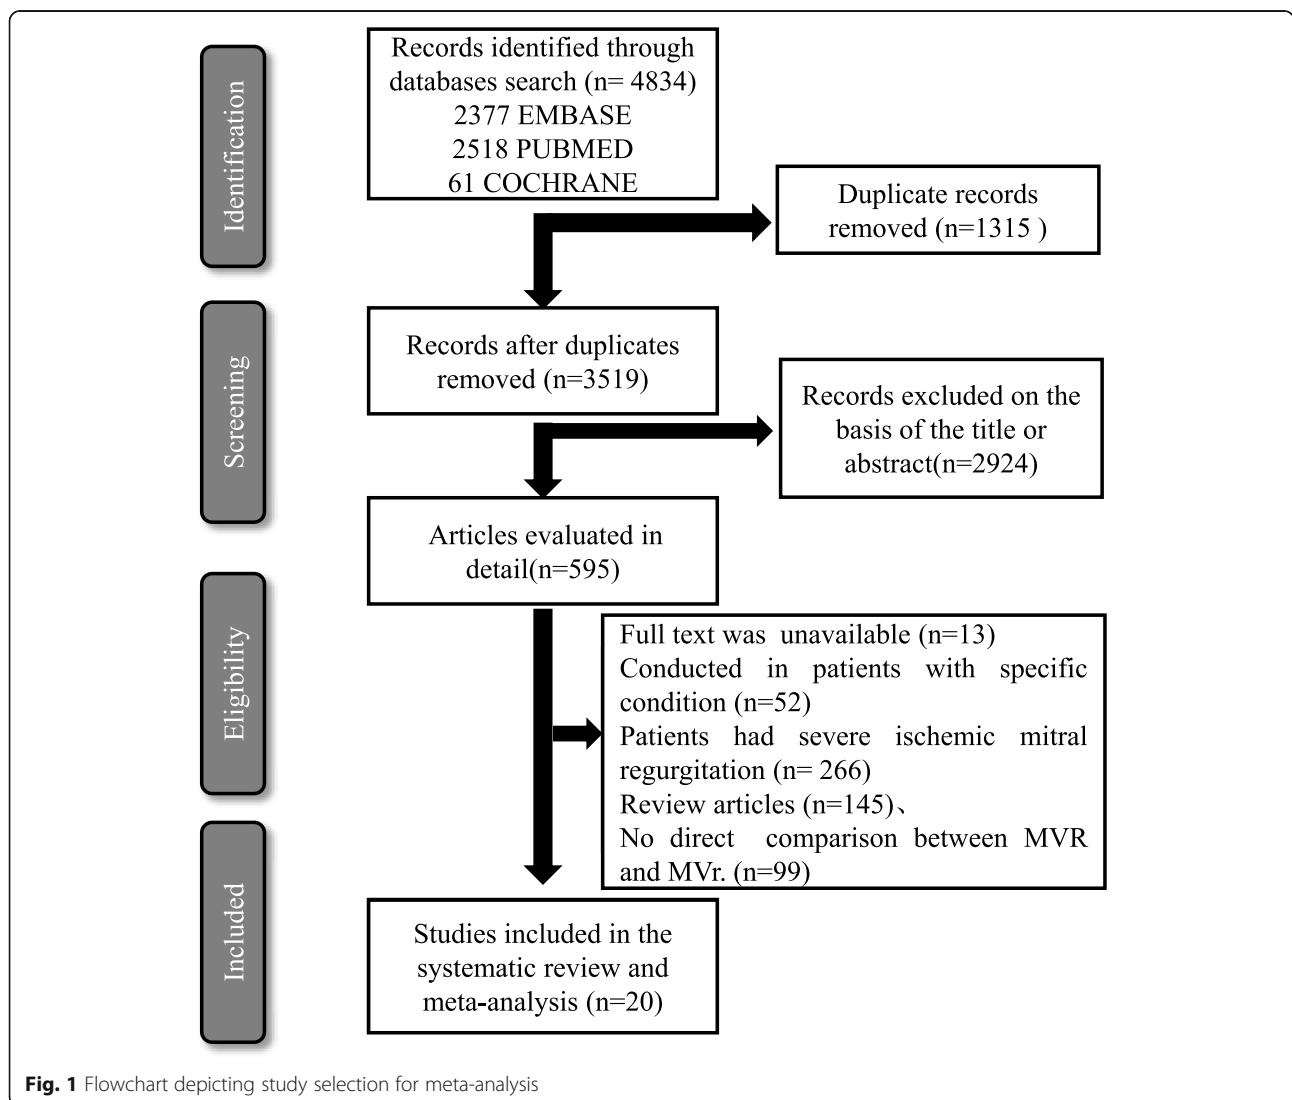 Identification
Records identified through
databases search (n= 4834)
2377 EMBASE
2518 PUBMED
61 COCHRANE
Duplicate records
removed (n=1315 )
Screening
Records after duplicates
removed (n=3519)
Records excluded on the
basis of the title or
abstract(n=2924)
Articles evaluated in
detail(n=595)
Eligibility
Full text was  unavailable (n=13)
Conducted in patients with specific
condition (n=52)
Patients had severe ischemic mitral
regurgitation (n= 266)
Review articles (n=145)、
No direct  comparison between MVR
and MVr. (n=99)
Included
Studies included in the
systematic review and
meta-analysis (n=20)
Fig. 1 Flowchart depicting study selection for meta-analysis